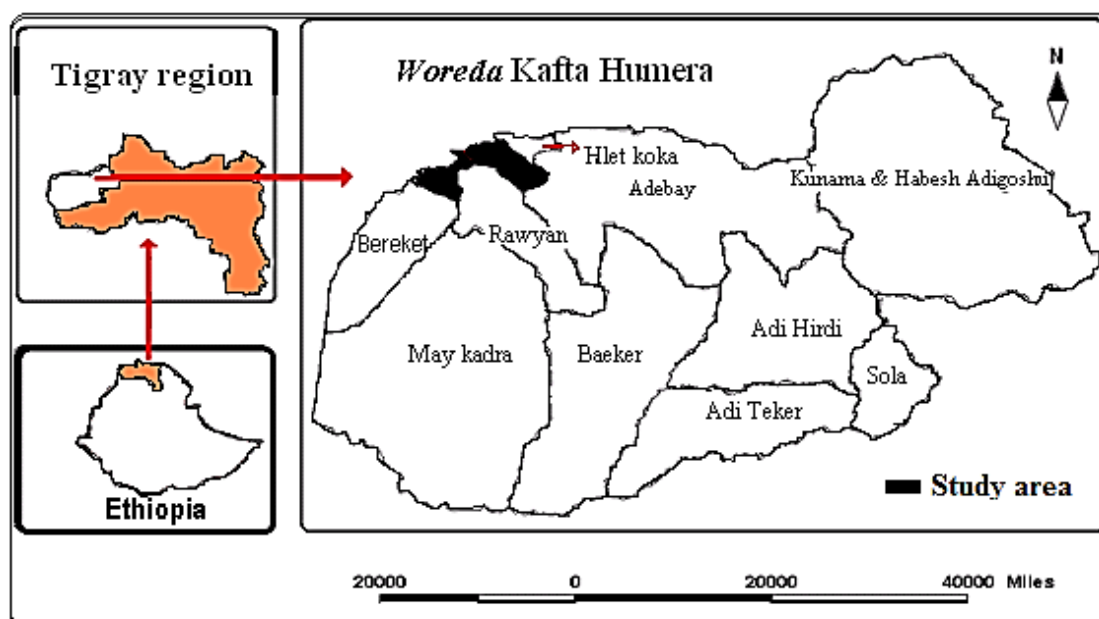 Tigray region
Woreda Kafta Humera
N
Hlet koka
Adebay
Kunama & Habesh Adigoshu
Bereket
Rawyan
May kadra
Baeker
Adi Hirdi
Sola
Adi Teker
Ethiopia
Study area
20000 0 20000 40000 Miles